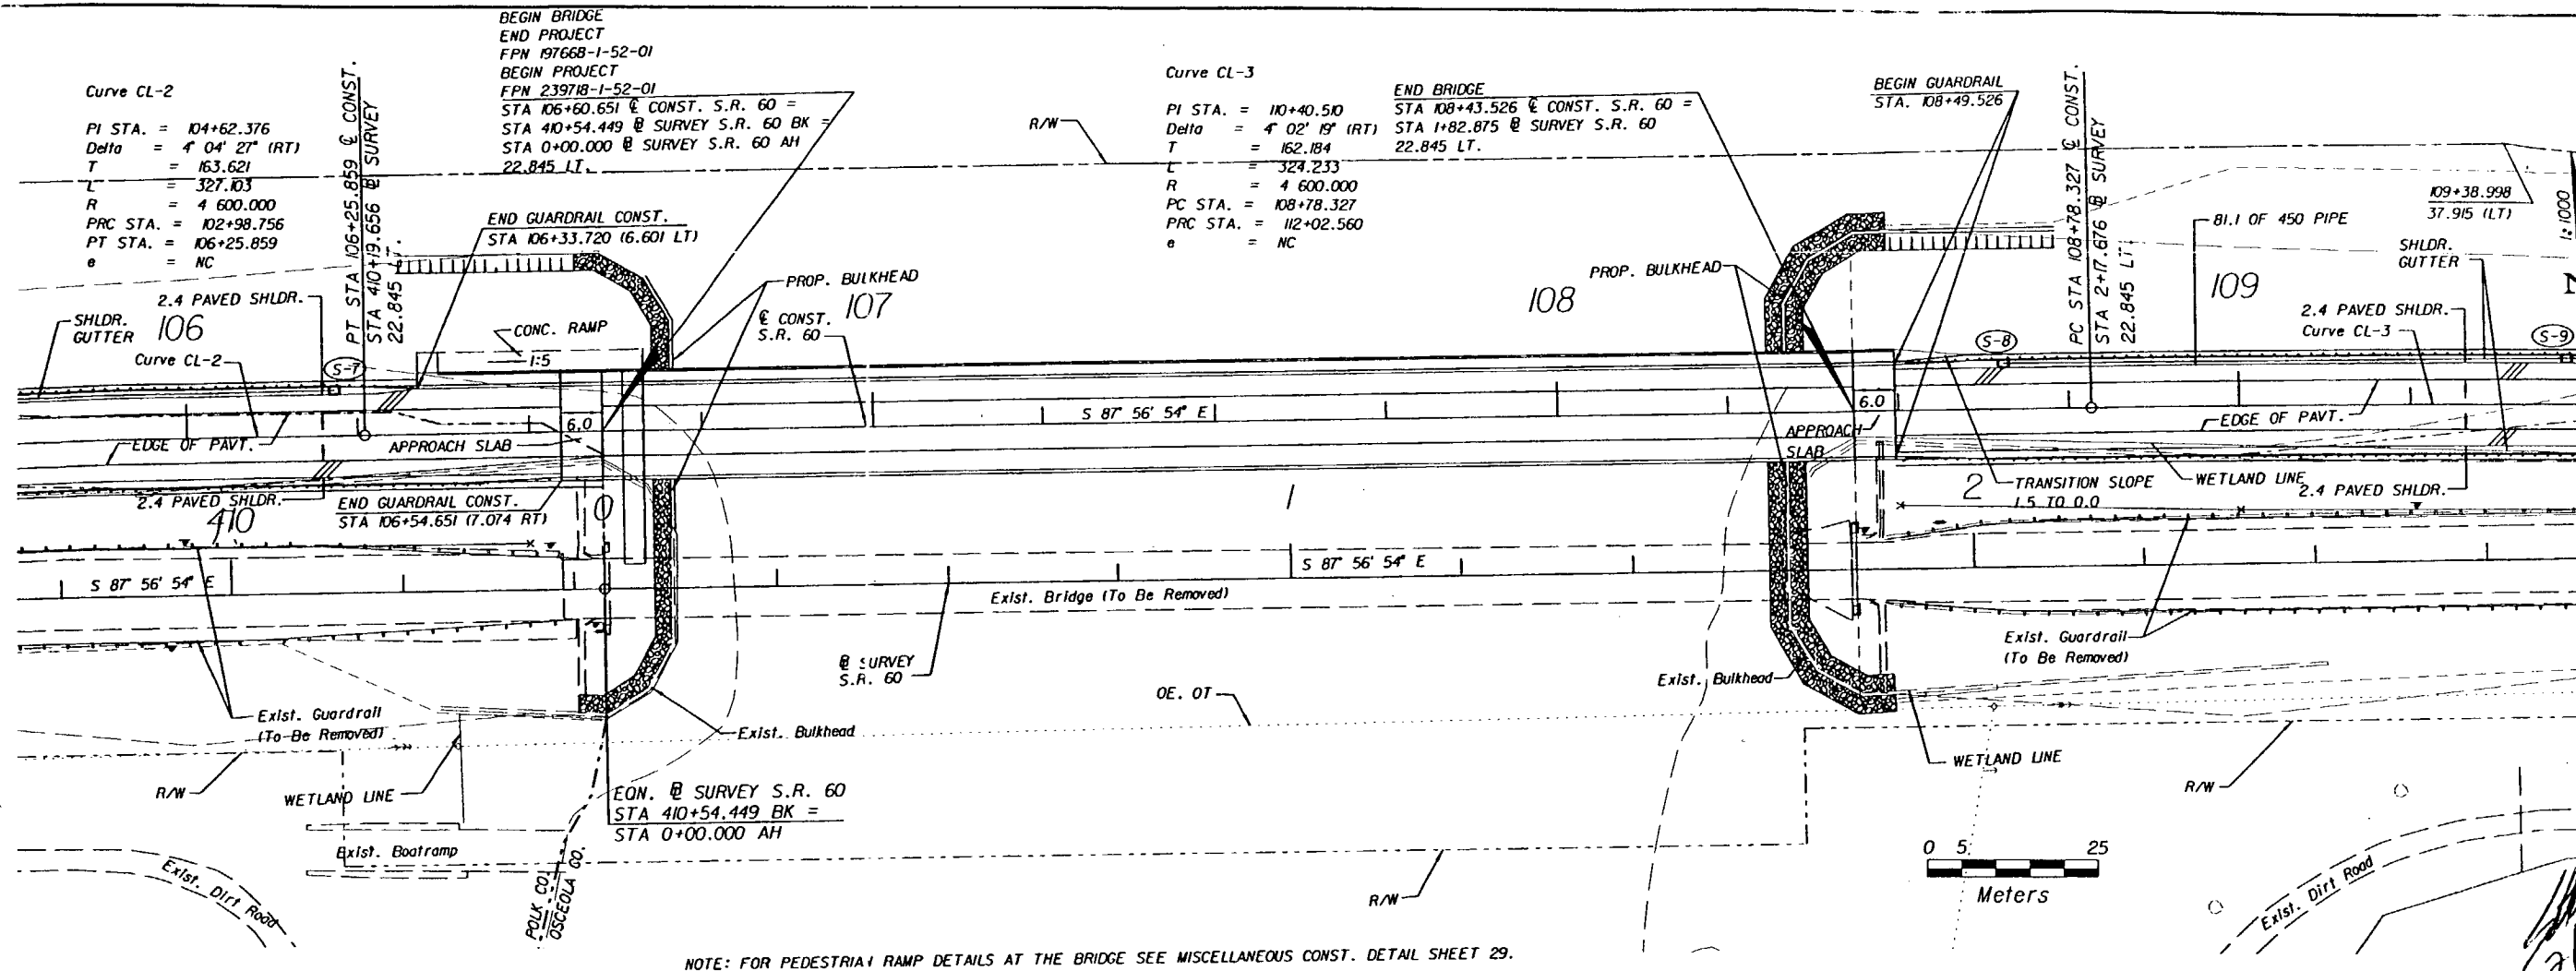 BEGIN BRIDGE
END PROJECT
FPN 197668-1-52-01
BEGIN PROJECT
FPN 239718-1-52-01
STA 106+60.651 ℄ CONST. S.R. 60 =
STA 410+54.449 ⅊ SURVEY S.R. 60 BK =
STA 0+00.000 ⅊ SURVEY S.R. 60 AH
22.845 LT.
Curve CL-2
PI STA. = 104+62.376
Delta = 4° 04' 27" (RT)
T = 163.621
L = 327.103
R = 4 600.000
PRC STA. = 102+98.756
PT STA. = 106+25.859
e = NC
PT STA 106+25.859 ℄ CONST.
STA 410+19.656 ⅊ SURVEY
22.845 LT.
END GUARDRAIL CONST.
STA 106+33.720 (6.601 LT)
R/W
Curve CL-3
PI STA. = 110+40.510
Delta = 4° 02' 19" (RT)
T = 162.184
L = 324.233
R = 4 600.000
PC STA. = 108+78.327
PRC STA. = 112+02.560
e = NC
END BRIDGE
STA 108+43.526 ℄ CONST. S.R. 60 =
STA 1+82.875 ⅊ SURVEY S.R. 60
22.845 LT.
BEGIN GUARDRAIL
STA. 108+49.526
PC STA 108+78.327 ℄ CONST.
STA 2+17.676 ⅊ SURVEY
22.845 LT.
109+38.998
37.915 (LT)
1:1000
81.1 OF 450 PIPE
SHLDR.
GUTTER
109
2.4 PAVED SHLDR.
Curve CL-3
S-9
S-8
PROP. BULKHEAD
108
PROP. BULKHEAD
107
℄ CONST.
S.R. 60
CONC. RAMP
1:5
2.4 PAVED SHLDR.
SHLDR.
GUTTER
106
Curve CL-2
S-7
S 87° 56' 54" E
6.0
6.0
EDGE OF PAVT.
APPROACH SLAB
APPROACH
SLAB
EDGE OF PAVT.
WETLAND LINE
2.4 PAVED SHLDR.
410
END GUARDRAIL CONST.
STA 106+54.651 (7.074 RT)
0
1
2
TRANSITION SLOPE
1.5 TO 0.0
2.4 PAVED SHLDR.
S 87° 56' 54" E
S 87° 56' 54" E
Exist. Bridge (To Be Removed)
⅊ SURVEY
S.R. 60
OE. OT
Exist. Guardrail
(To Be Removed)
Exist. Bulkhead
Exist. Guardrail
(To Be Removed)
Exist. Bulkhead
WETLAND LINE
R/W
R/W
WETLAND LINE
EQN. ⅊ SURVEY S.R. 60
STA 410+54.449 BK =
STA 0+00.000 AH
Exist. Boatramp
Exist. Dirt Road
POLK CO.
OSCEOLA CO.
R/W
0 5 25
Meters
Exist. Dirt Road
NOTE: FOR PEDESTRIAN RAMP DETAILS AT THE BRIDGE SEE MISCELLANEOUS CONST. DETAIL SHEET 29.